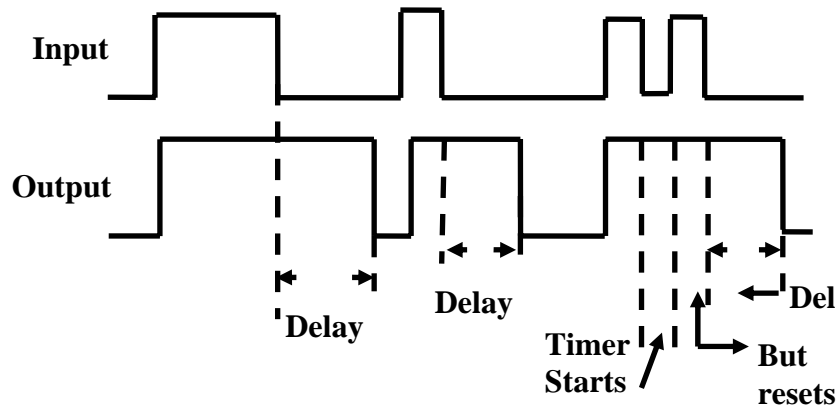 Input
Output
Delay
Delay
Del
Timer
Starts
But
resets